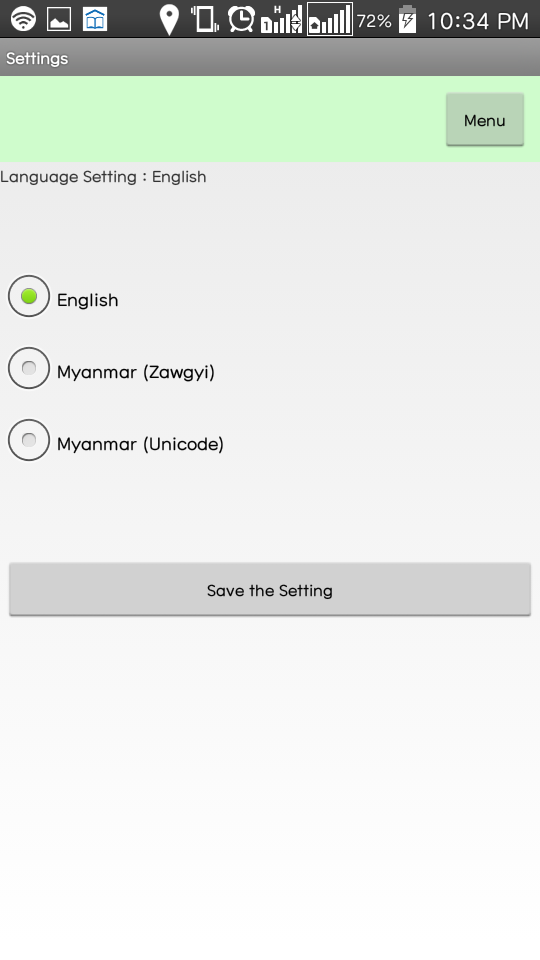 H 72% 10:34 PM
Settings
Menu
Language Setting : English
English
Myanmar (Zawgyi)
Myanmar (Unicode)
Save the Setting